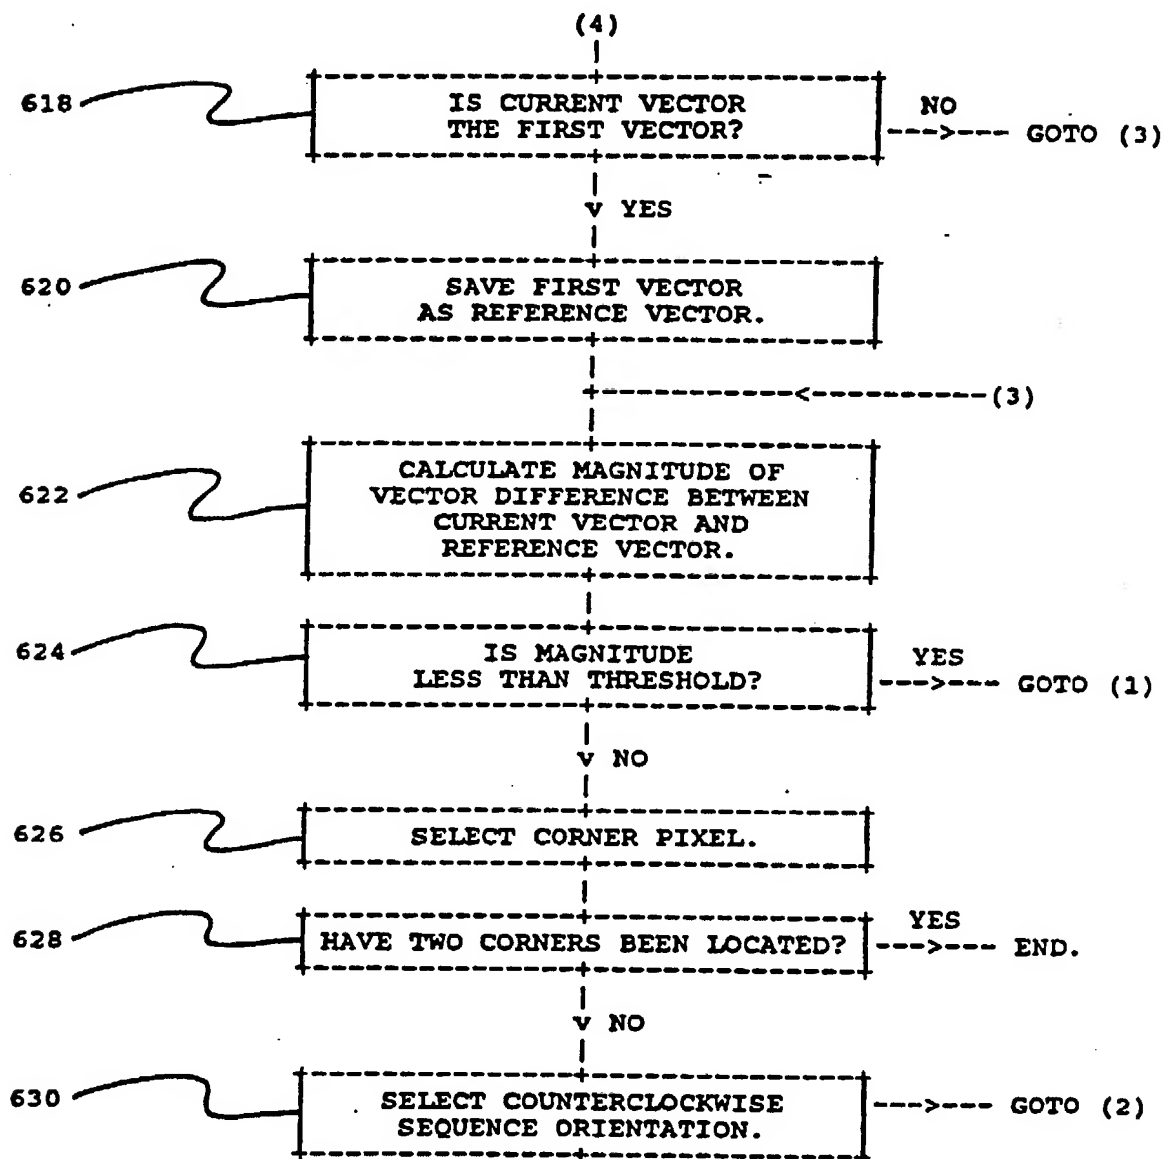 (4)
618
IS CURRENT VECTOR
THE FIRST VECTOR?
NO
--->--- GOTO (3)
v YES
620
SAVE FIRST VECTOR
AS REFERENCE VECTOR.
(3)
622
CALCULATE MAGNITUDE OF
VECTOR DIFFERENCE BETWEEN
CURRENT VECTOR AND
REFERENCE VECTOR.
624
IS MAGNITUDE
LESS THAN THRESHOLD?
YES
--->--- GOTO (1)
v NO
626
SELECT CORNER PIXEL.
628
HAVE TWO CORNERS BEEN LOCATED?
YES
--->--- END.
v NO
630
SELECT COUNTERCLOCKWISE
SEQUENCE ORIENTATION.
--->--- GOTO (2)